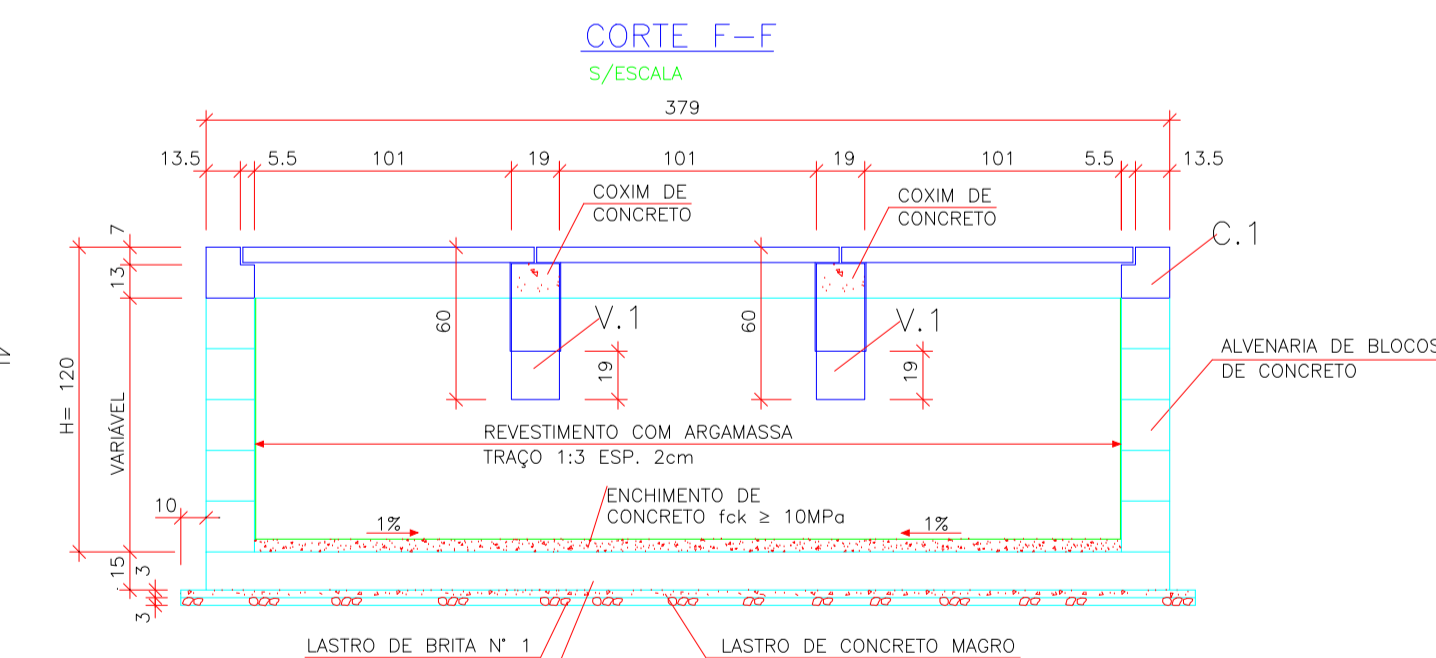 CORTE F-F
S/ESCALA
379
13.5 5.5 101 19 101 19 101 5.5 13.5
COXIM DE
CONCRETO
COXIM DE
CONCRETO
C.1
7
13
60
V.1
19
60
V.1
19
ALVENARIA DE BLOCOS
DE CONCRETO
H= 120
VARIÁVEL
REVESTIMENTO COM ARGAMASSA
TRAÇO 1:3 ESP. 2cm
ENCHIMENTO DE
CONCRETO fck ≥ 10MPa
10
1%
1%
15
3
3
LASTRO DE BRITA N° 1
LASTRO DE CONCRETO MAGRO